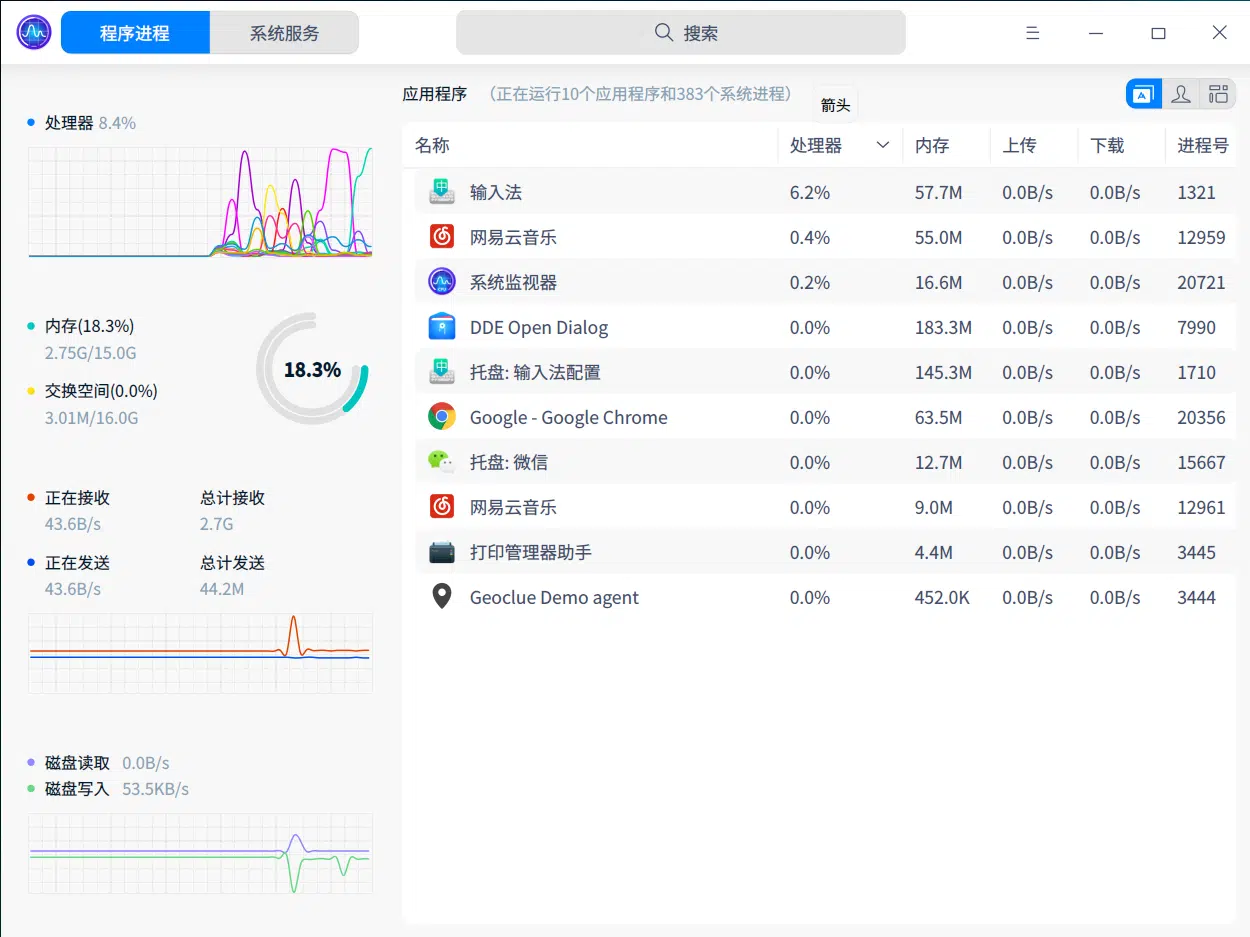 程序进程 系统服务 搜索
应用程序 (正在运行10个应用程序和383个系统进程)
箭头
处理器 8.4%
内存(18.3%)
2.75G/15.0G
交换空间(0.0%)
3.01M/16.0G
18.3%
正在接收 总计接收
43.6B/s 2.7G
正在发送 总计发送
43.6B/s 44.2M
磁盘读取 0.0B/s
磁盘写入 53.5KB/s
名称 处理器 内存 上传 下载 进程号
输入法 6.2% 57.7M 0.0B/s 0.0B/s 1321
网易云音乐 0.4% 55.0M 0.0B/s 0.0B/s 12959
系统监视器 0.2% 16.6M 0.0B/s 0.0B/s 20721
DDE Open Dialog 0.0% 183.3M 0.0B/s 0.0B/s 7990
托盘: 输入法配置 0.0% 145.3M 0.0B/s 0.0B/s 1710
Google - Google Chrome 0.0% 63.5M 0.0B/s 0.0B/s 20356
托盘: 微信 0.0% 12.7M 0.0B/s 0.0B/s 15667
网易云音乐 0.0% 9.0M 0.0B/s 0.0B/s 12961
打印管理器助手 0.0% 4.4M 0.0B/s 0.0B/s 3445
Geoclue Demo agent 0.0% 452.0K 0.0B/s 0.0B/s 3444